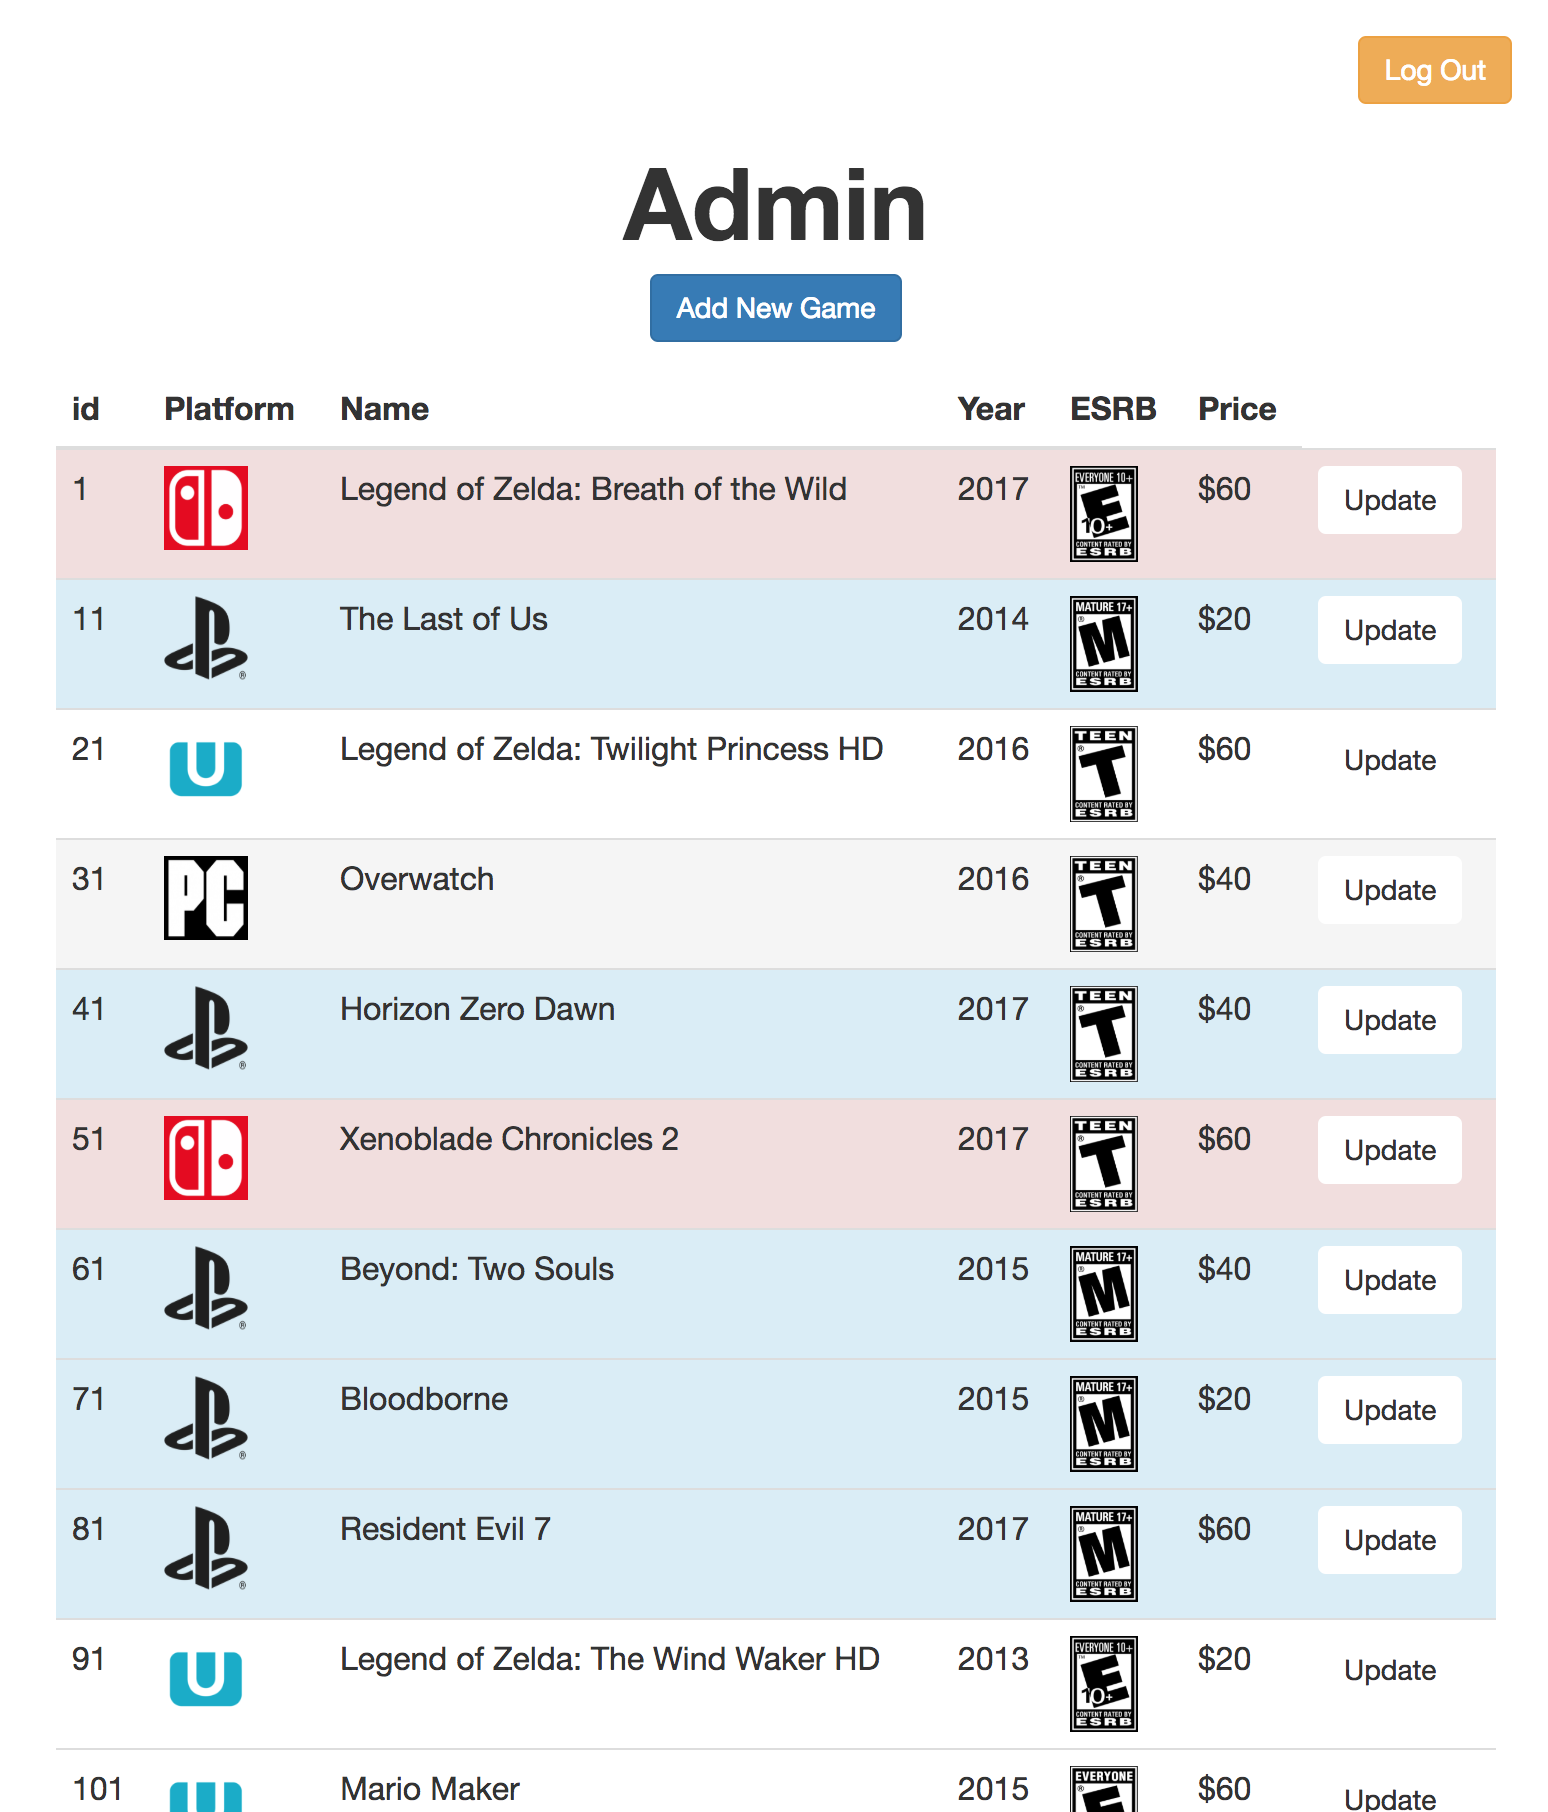 Log Out
Admin
Add New Game
id Platform Name Year ESRB Price
1 Legend of Zelda: Breath of the Wild 2017 EVERYONE 10+ E 10+ CONTENT RATED BY ESRB $60 Update
11 The Last of Us 2014 MATURE 17+ M CONTENT RATED BY ESRB $20 Update
21 U Legend of Zelda: Twilight Princess HD 2016 TEEN T CONTENT RATED BY ESRB $60 Update
31 PC Overwatch 2016 TEEN T CONTENT RATED BY ESRB $40 Update
41 Horizon Zero Dawn 2017 TEEN T CONTENT RATED BY ESRB $40 Update
51 Xenoblade Chronicles 2 2017 TEEN T CONTENT RATED BY ESRB $60 Update
61 Beyond: Two Souls 2015 MATURE 17+ M CONTENT RATED BY ESRB $40 Update
71 Bloodborne 2015 MATURE 17+ M CONTENT RATED BY ESRB $20 Update
81 Resident Evil 7 2017 MATURE 17+ M CONTENT RATED BY ESRB $60 Update
91 U Legend of Zelda: The Wind Waker HD 2013 EVERYONE 10+ E 10+ CONTENT RATED BY ESRB $20 Update
101 U Mario Maker 2015 EVERYONE E $60 Update